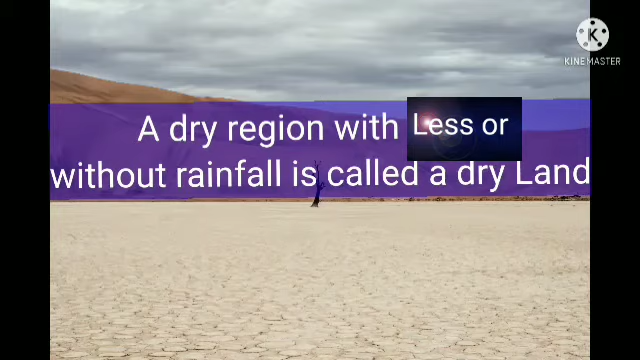 K
KINEMASTER
A dry region with Less or
without rainfall is called a dry Land